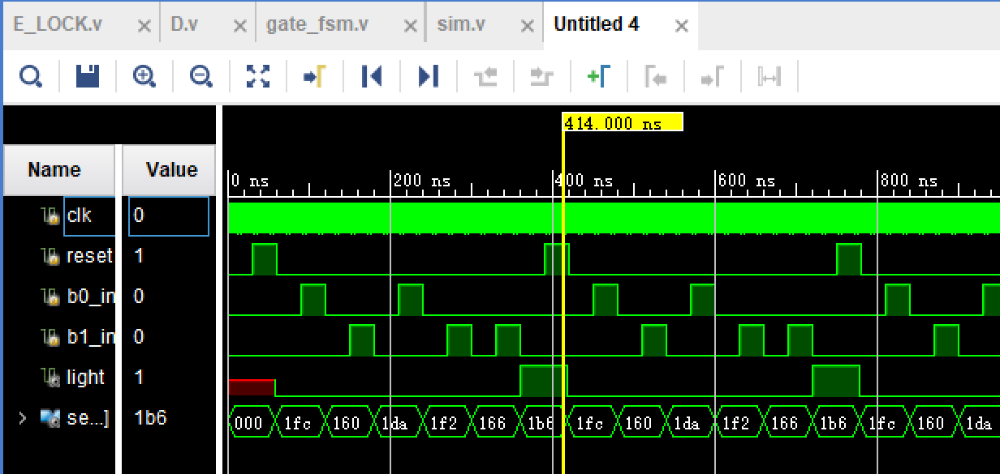 E_LOCK.v × D.v × gate_fsm.v × sim.v × Untitled 4 ×
414.000 ns
Name Value
0 ns 200 ns 400 ns 600 ns 800 ns
clk 0
reset 1
b0_in 0
b1_in 0
light 1
se...] 1b6 000 1fc 160 1da 1f2 166 1b6 1fc 160 1da 1f2 166 1b6 1fc 160 1da